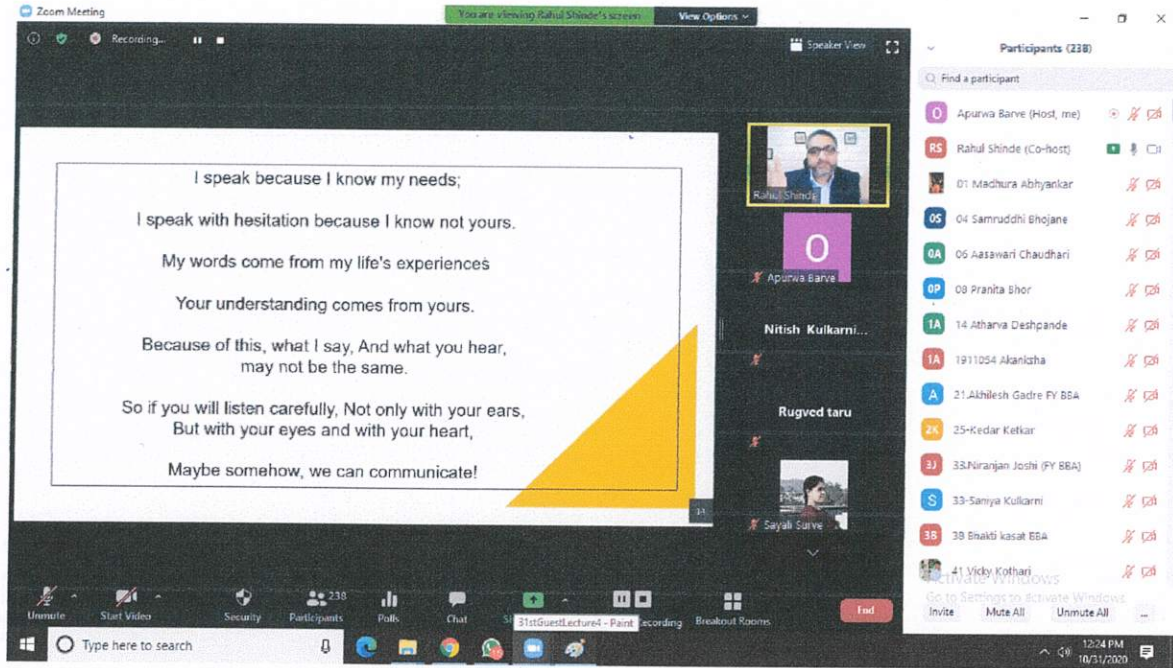 Zoom Meeting
You are viewing Rahul Shinde's screen
View Options
Recording...
Speaker View
I speak because I know my needs;
I speak with hesitation because I know not yours.
My words come from my life's experiences
Your understanding comes from yours.
Because of this, what I say, And what you hear,
may not be the same.
So if you will listen carefully, Not only with your ears,
But with your eyes and with your heart,
Maybe somehow, we can communicate!
Rahul Shinde
O
Apurwa Barve
Nitish Kulkarni...
Rugved taru
Sayali Surve
Participants (238)
Find a participant
O Apurwa Barve (Host, me)
RS Rahul Shinde (Co-host)
01 Madhura Abhyankar
0S 04 Samruddhi Bhojane
0A 06 Aasawari Chaudhari
0P 08 Pranita Bhor
1A 14 Atharva Deshpande
1A 1911054 Akanksha
A 21.Akhilesh Gadre FY BBA
2K 25-Kedar Ketkar
3J 33.Niranjan Joshi (FY BBA)
S 33-Saniya Kulkarni
3B 38 Bhakti kasat BBA
41 Vicky Kothari
Activate Windows
Go to Settings to activate Windows.
Invite Mute All Unmute All ...
Unmute
Start Video
Security
238
Participants
Polls
Chat
31stGuestLecture4 - Paint
Breakout Rooms
End
Type here to search
12:24 PM
10/31/2020